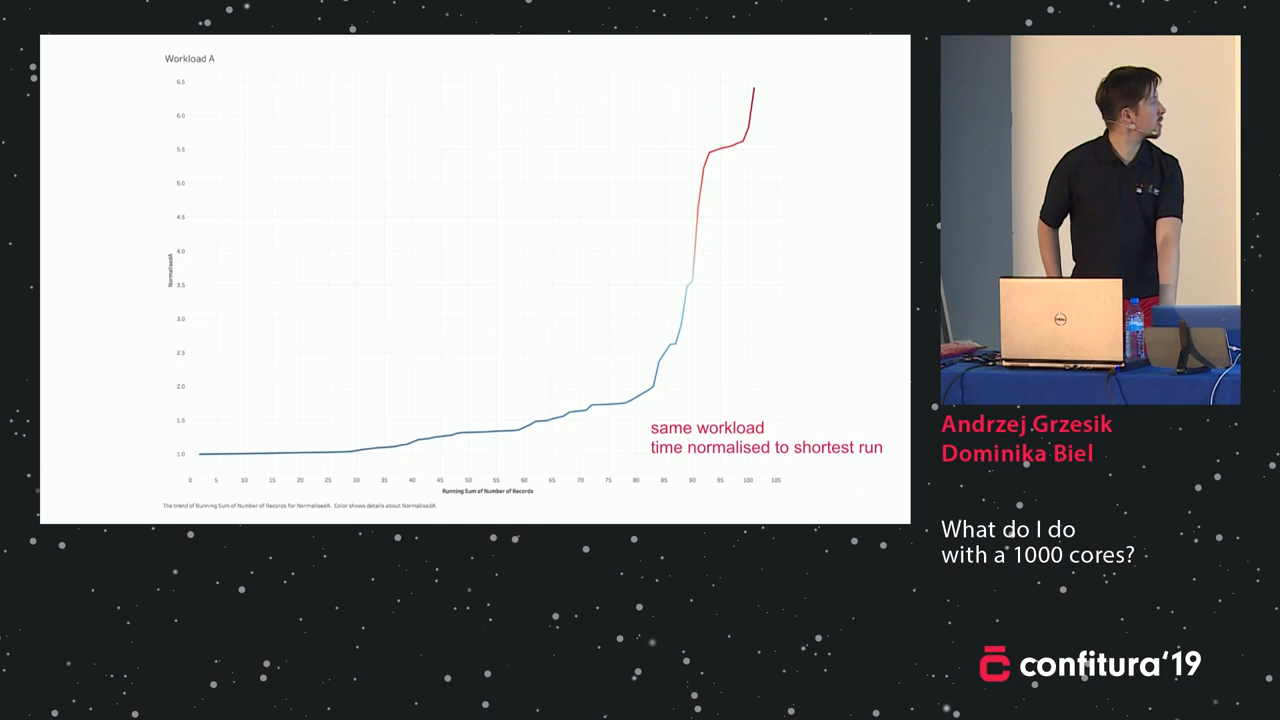 Workload A
6.5
6.0
5.5
5.0
4.5
4.0
3.5
3.0
2.5
2.0
1.5
1.0
NormalisedA
0 5 10 15 20 25 30 35 40 45 50 55 60 65 70 75 80 85 90 95 100 105
Running Sum of Number of Records
The trend of Running Sum of Number of Records for NormalisedA. Color shows details about NormalisedA.
same workload
time normalised to shortest run
DELL
Andrzej Grzesik
Dominika Biel
What do I do
with a 1000 cores?
confitura'19